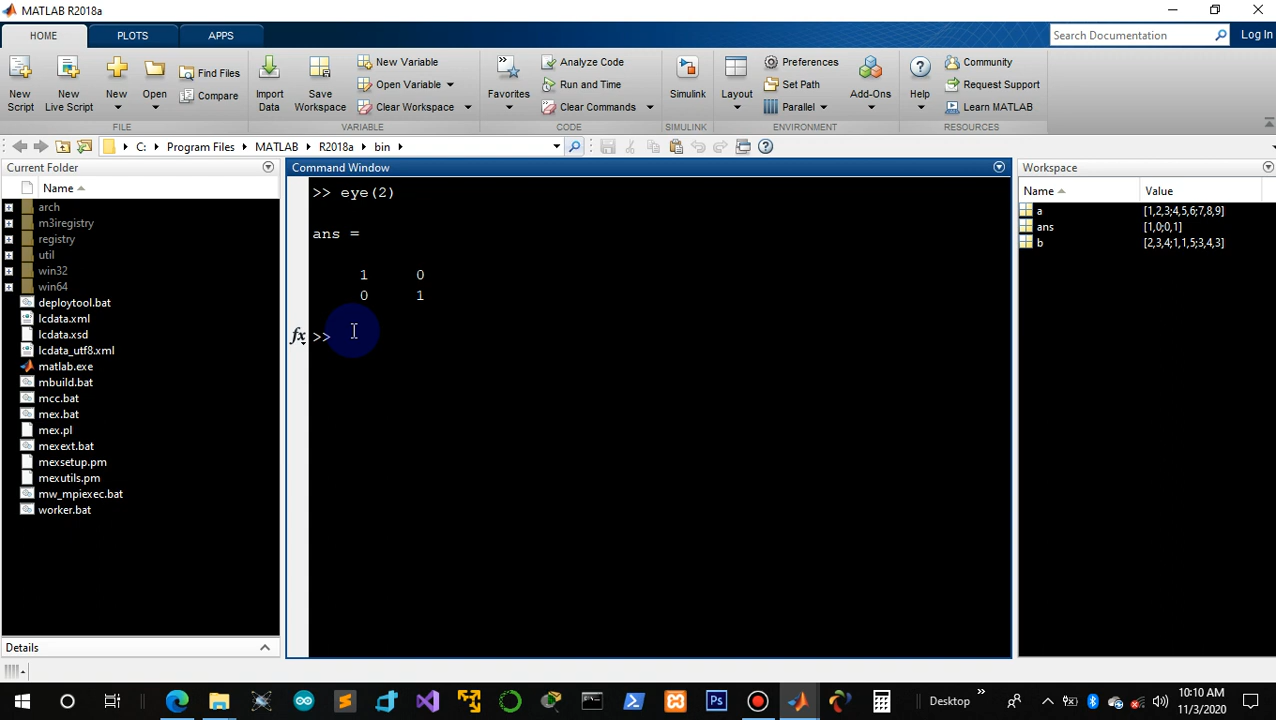 MATLAB R2018a
HOME PLOTS APPS
Search Documentation Log In
New Script
New Live Script
New
Open
Find Files
Compare
FILE
Import Data
Save Workspace
New Variable
Open Variable
Clear Workspace
VARIABLE
Favorites
Analyze Code
Run and Time
Clear Commands
CODE
Simulink
SIMULINK
Layout
Preferences
Set Path
Parallel
Add-Ons
ENVIRONMENT
Help
Community
Request Support
Learn MATLAB
RESOURCES
C: Program Files MATLAB R2018a bin
Current Folder
Name
arch
m3iregistry
registry
util
win32
win64
deploytool.bat
lcdata.xml
lcdata.xsd
lcdata_utf8.xml
matlab.exe
mbuild.bat
mcc.bat
mex.bat
mex.pl
mexext.bat
mexsetup.pm
mexutils.pm
mw_mpiexec.bat
worker.bat
Details
Command Window
>> eye(2)
ans =
1 0
0 1
fx >>
Workspace
Name Value
a [1,2,3;4,5,6;7,8,9]
ans [1,0;0,1]
b [2,3,4;1,1,5;3,4,3]
Ps
Desktop
10:10 AM
11/3/2020